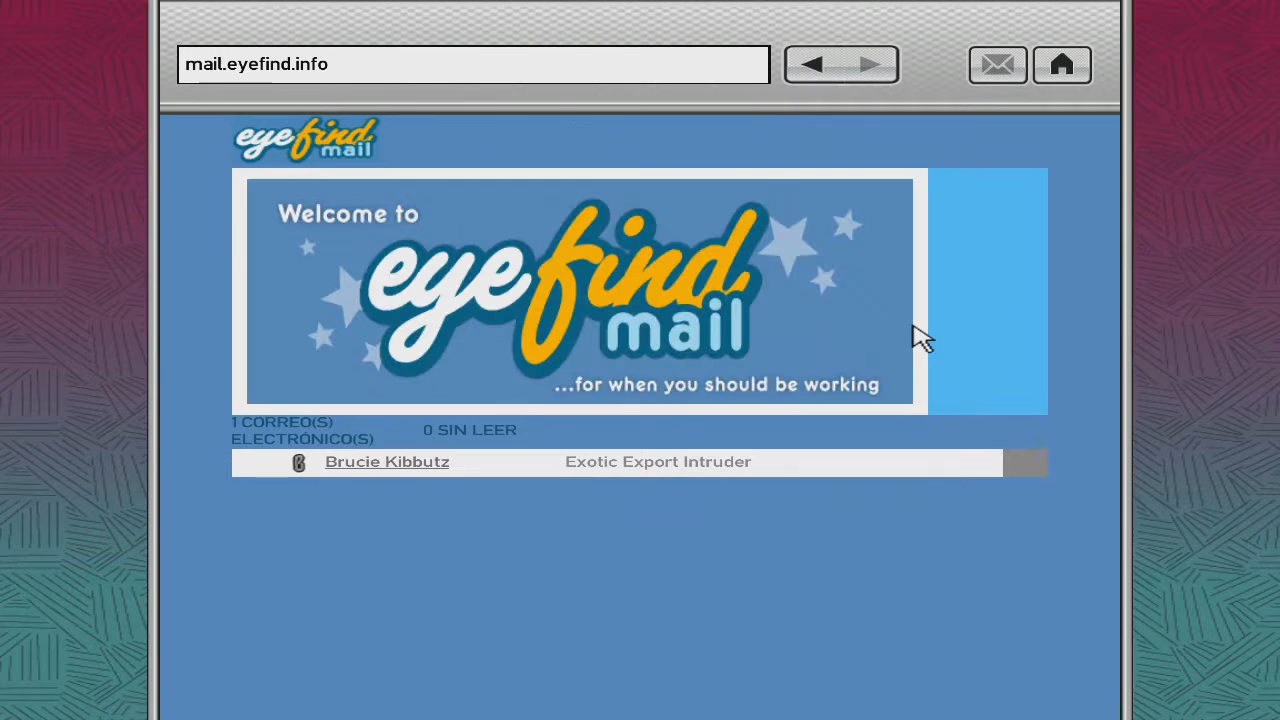 mail.eyefind.info
eyefind mail
Welcome to
eyefind
mail
...for when you should be working
1 CORREO(S)
ELECTRÓNICO(S)
0 SIN LEER
Brucie Kibbutz Exotic Export Intruder